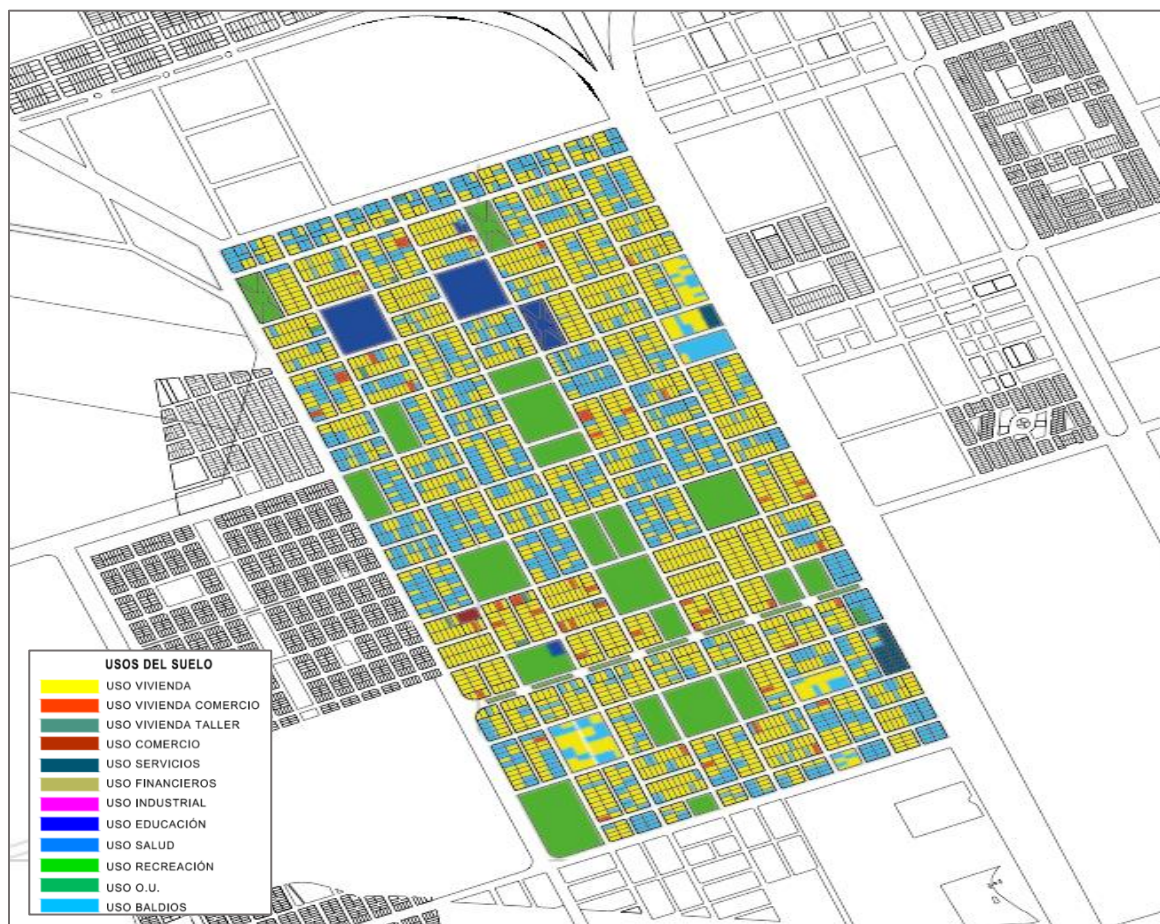 USOS DEL SUELO
USO VIVIENDA
USO VIVIENDA COMERCIO
USO VIVIENDA TALLER
USO COMERCIO
USO SERVICIOS
USO FINANCIEROS
USO INDUSTRIAL
USO EDUCACIÓN
USO SALUD
USO RECREACIÓN
USO O.U.
USO BALDIOS